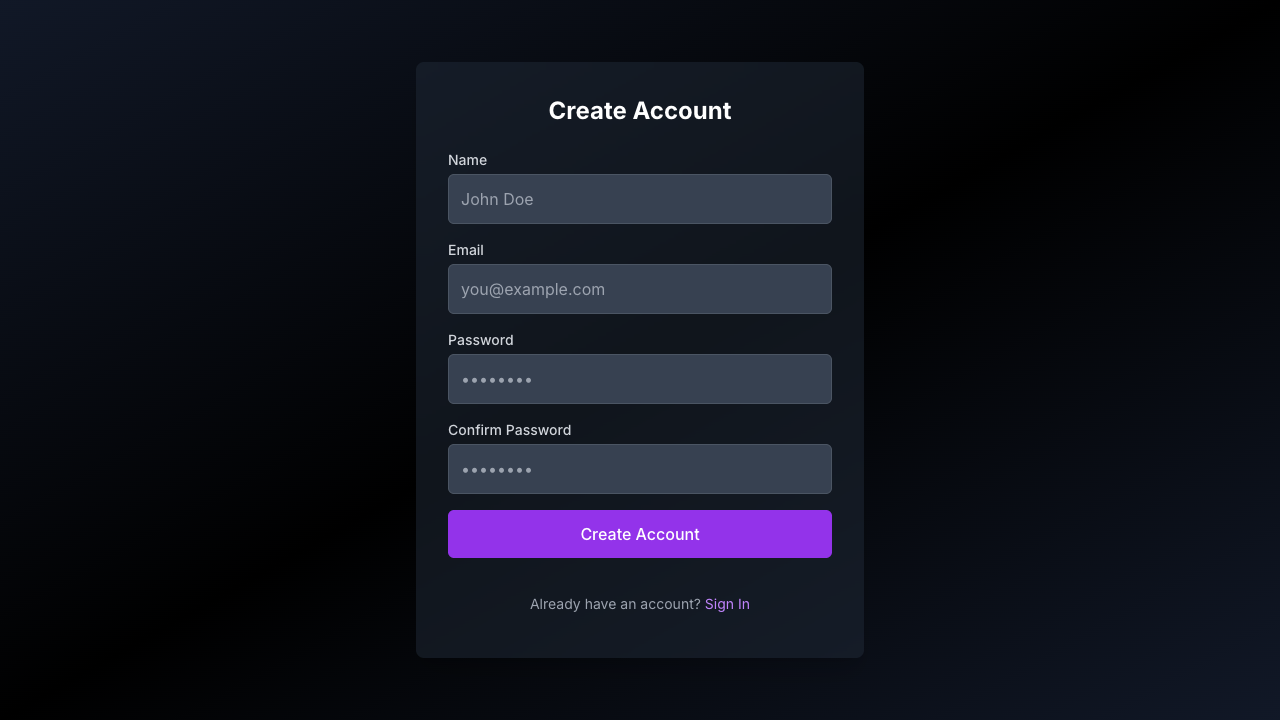 Create Account
Name
John Doe
Email
you@example.com
Password
••••••••
Confirm Password
••••••••
Create Account
Already have an account? Sign In